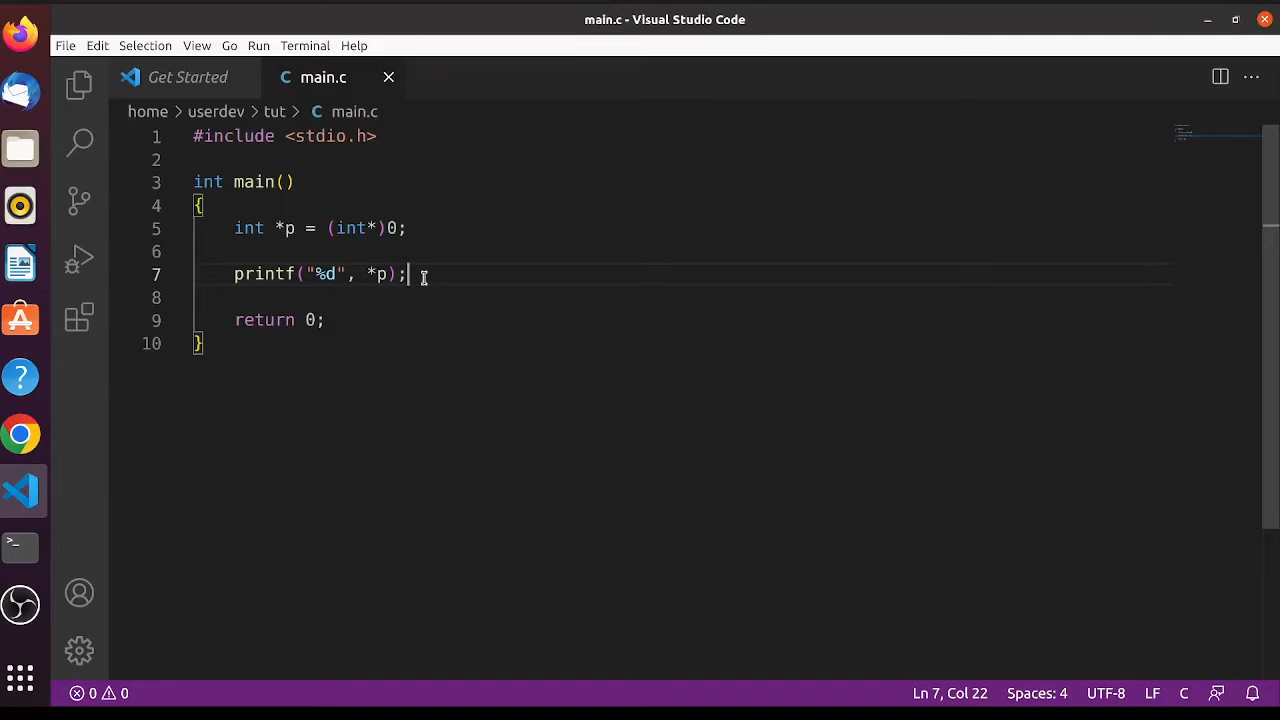 main.c - Visual Studio Code
File Edit Selection View Go Run Terminal Help
Get Started C main.c
home > userdev > tut > C main.c
1 #include <stdio.h>
2
3 int main()
4 {
5 int *p = (int*)0;
6
7 printf("%d", *p);
8
9 return 0;
10 }
0 0 Ln 7, Col 22 Spaces: 4 UTF-8 LF C